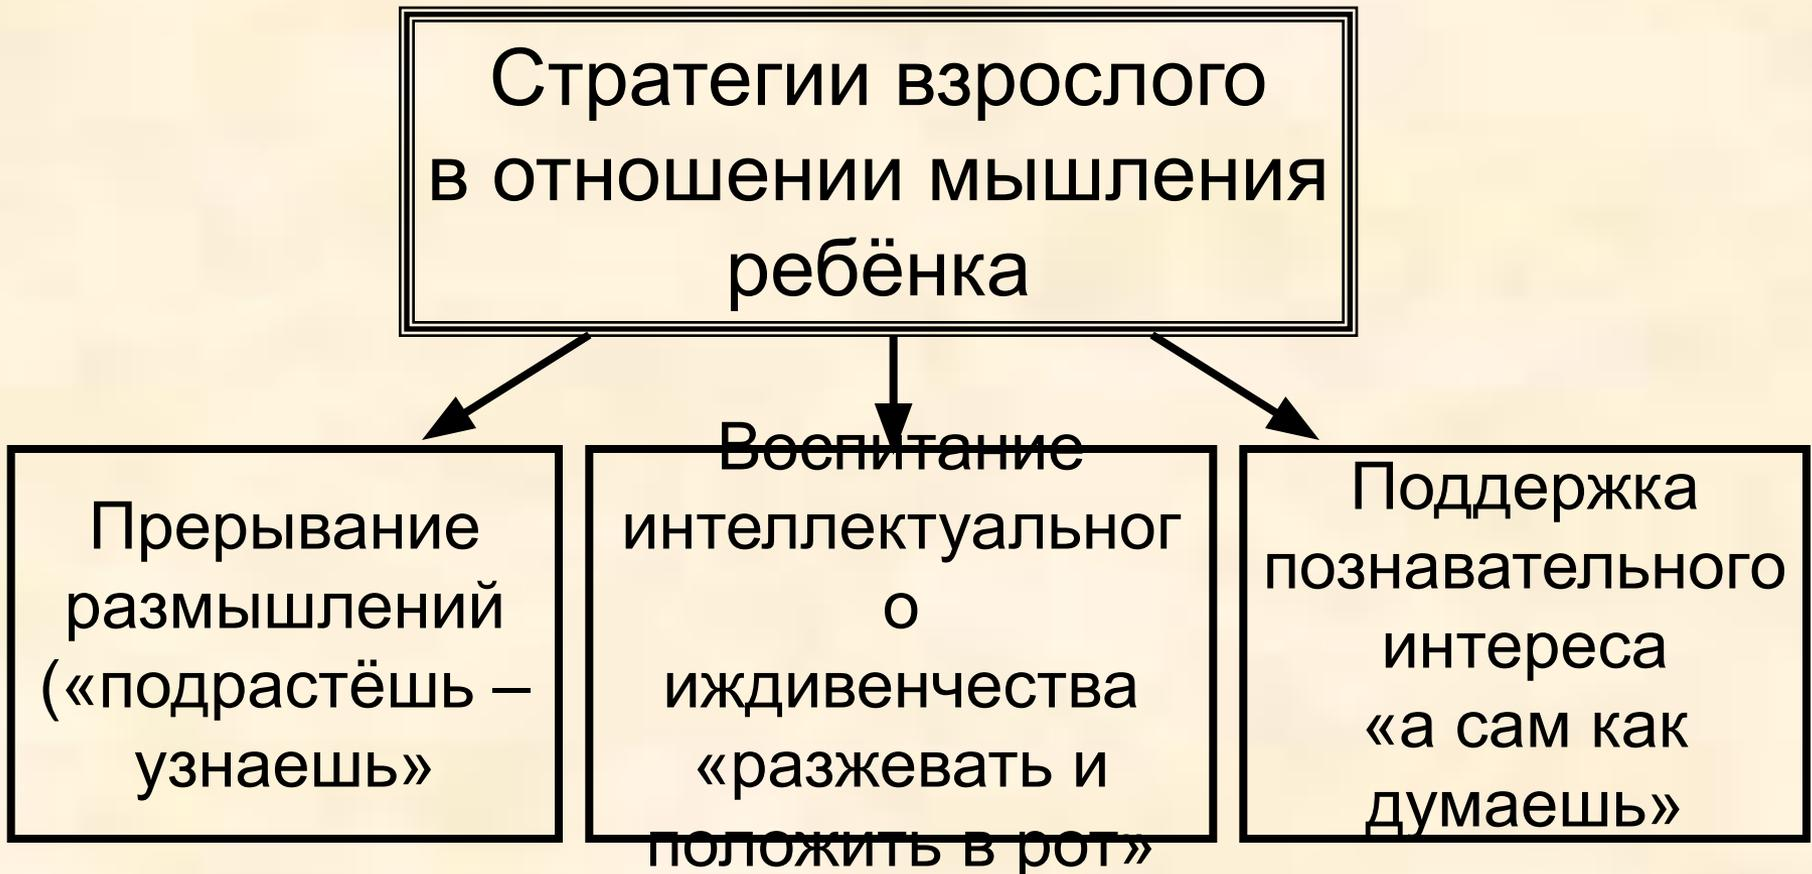 Стратегии взрослого
в отношении мышления
ребёнка
Прерывание
размышлений
(«подрастёшь –
узнаешь»
Воспитание
интеллектуальног
о
иждивенчества
«разжевать и
положить в рот»
Поддержка
познавательного
интереса
«а сам как
думаешь»